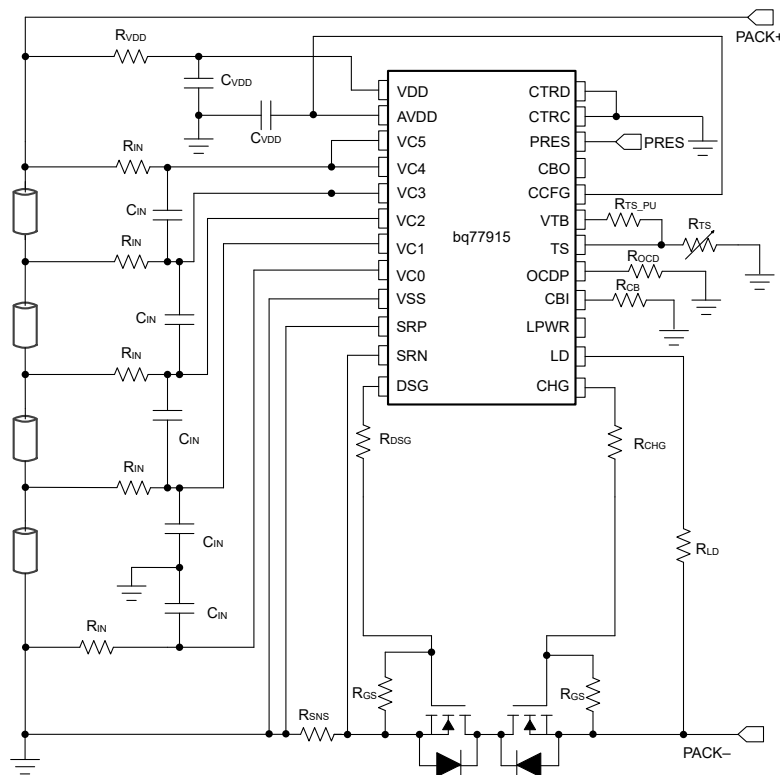 PACK+
RVDD
CVDD
CVDD
VDD
AVDD
VC5
VC4
VC3
VC2
VC1
VC0
VSS
SRP
SRN
DSG
bq77915
CTRD
CTRC
PRES
CBO
CCFG
VTB
TS
OCDP
CBI
LPWR
LD
CHG
PRES
RTS_PU
RTS
ROCD
RCB
RIN
CIN
RIN
CIN
RIN
CIN
RIN
CIN
CIN
RIN
RDSG
RCHG
RLD
RGS
RGS
RSNS
PACK–